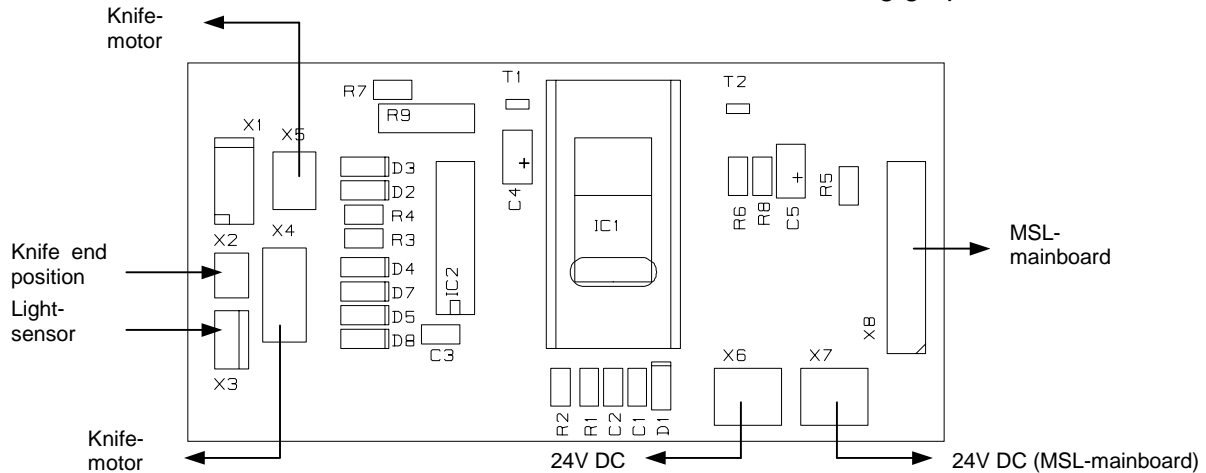 Knife-
motor
T1
T2
R7
R9
X1
X5
D3
D2
R4
R3
D4
D7
D5
D8
C4
IC1
IC2
C3
R6
R8
C5
R5
X2
X4
Knife end
position
Light-
sensor
X3
MSL-
mainboard
X8
X6
X7
R2
R1
C2
C1
D1
Knife-
motor
24V DC
24V DC (MSL-mainboard)